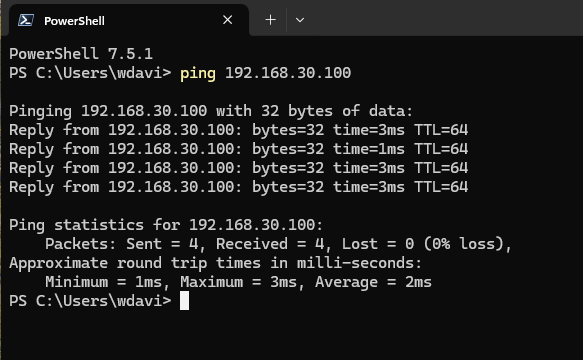 PowerShell
PowerShell 7.5.1
PS C:\Users\wdavi> ping 192.168.30.100
Pinging 192.168.30.100 with 32 bytes of data:
Reply from 192.168.30.100: bytes=32 time=3ms TTL=64
Reply from 192.168.30.100: bytes=32 time=1ms TTL=64
Reply from 192.168.30.100: bytes=32 time=3ms TTL=64
Reply from 192.168.30.100: bytes=32 time=3ms TTL=64
Ping statistics for 192.168.30.100:
    Packets: Sent = 4, Received = 4, Lost = 0 (0% loss),
Approximate round trip times in milli-seconds:
    Minimum = 1ms, Maximum = 3ms, Average = 2ms
PS C:\Users\wdavi>